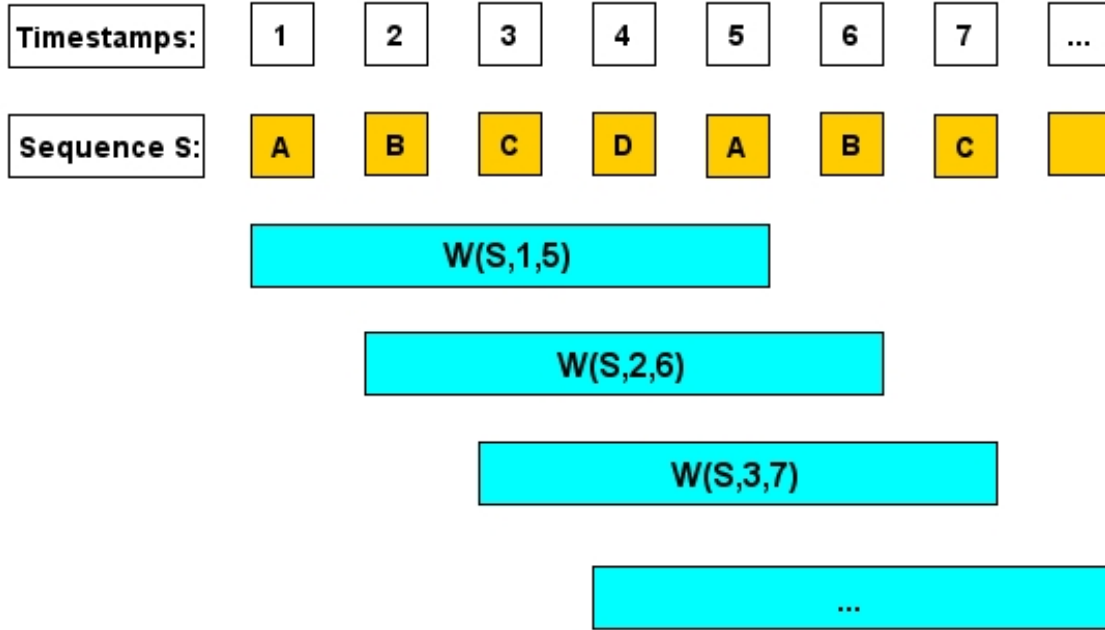 Timestamps: 1 2 3 4 5 6 7 ...
Sequence S: A B C D A B C
W(S,1,5)
W(S,2,6)
W(S,3,7)
...